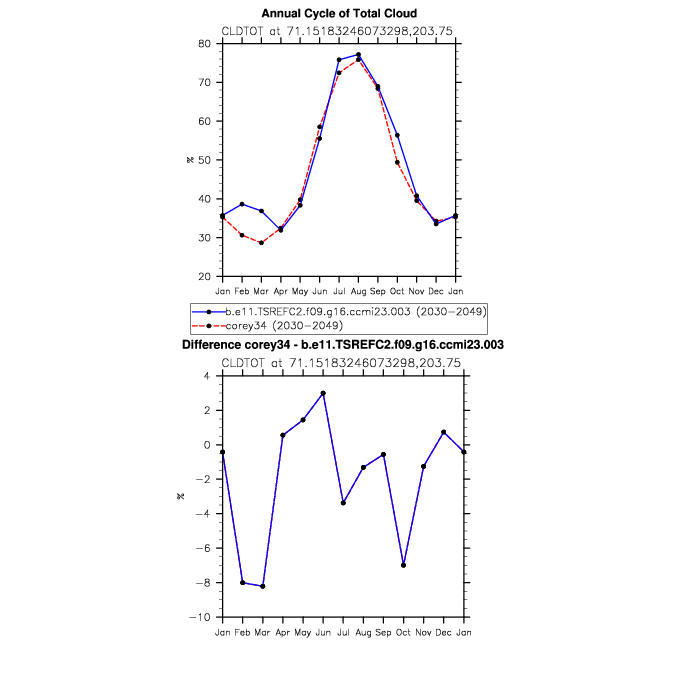 Annual Cycle of Total Cloud
CLDTOT at 71.15183246073298,203.75
80
70
60
50
40
30
20
%
Jan Feb Mar Apr May Jun Jul Aug Sep Oct Nov Dec Jan
b.e11.TSREFC2.f09.g16.ccmi23.003 (2030-2049)
corey34 (2030-2049)
Difference corey34 - b.e11.TSREFC2.f09.g16.ccmi23.003
CLDTOT at 71.15183246073298,203.75
4
2
0
-2
-4
-6
-8
-10
%
Jan Feb Mar Apr May Jun Jul Aug Sep Oct Nov Dec Jan